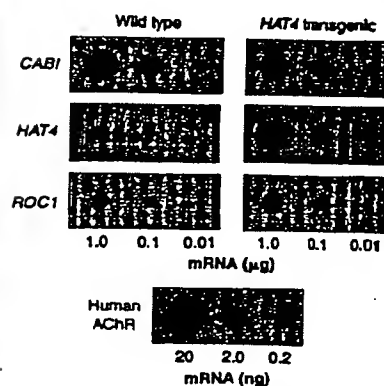 Wild type HAT4 transgenic
CAB1
HAT4
ROC1
1.0 0.1 0.01 1.0 0.1 0.01
mRNA (µg)
Human
AChR
20 2.0 0.2
mRNA (ng)